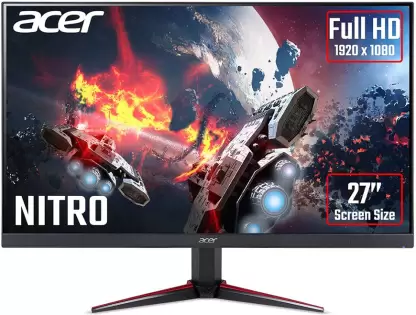 acer
Full HD
1920 x 1080
NITRO
27"
Screen Size
acer